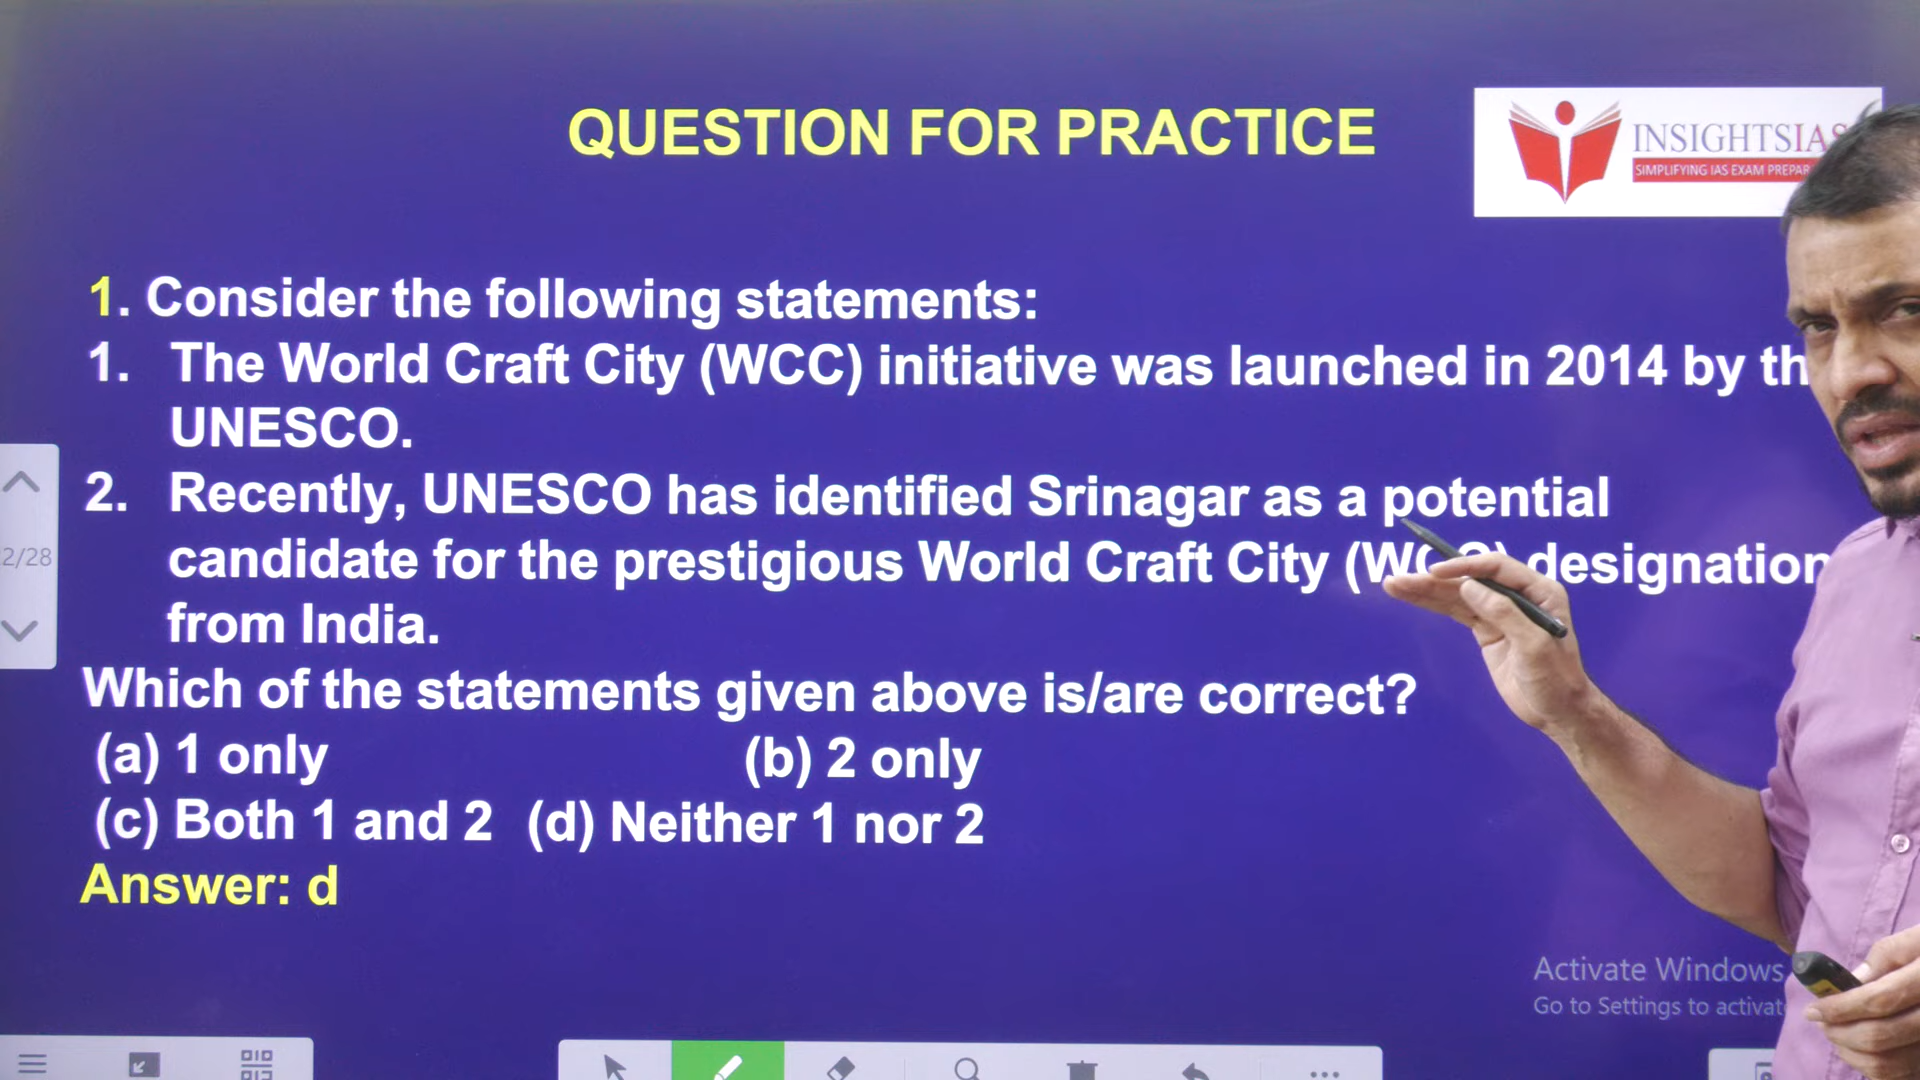 QUESTION FOR PRACTICE
INSIGHTSIAS
SIMPLIFYING IAS EXAM
1. Consider the following statements:
1. The World Craft City (WCC) initiative was launched in 2014 by
UNESCO.
2. Recently, UNESCO has identified Srinagar as a potential
candidate for the prestigious World Craft City designation
from India.
Which of the statements given above is/are correct?
(a) 1 only (b) 2 only
(c) Both 1 and 2 (d) Neither 1 nor 2
Answer: d
2/28
Activate Windows
Go to Settings to